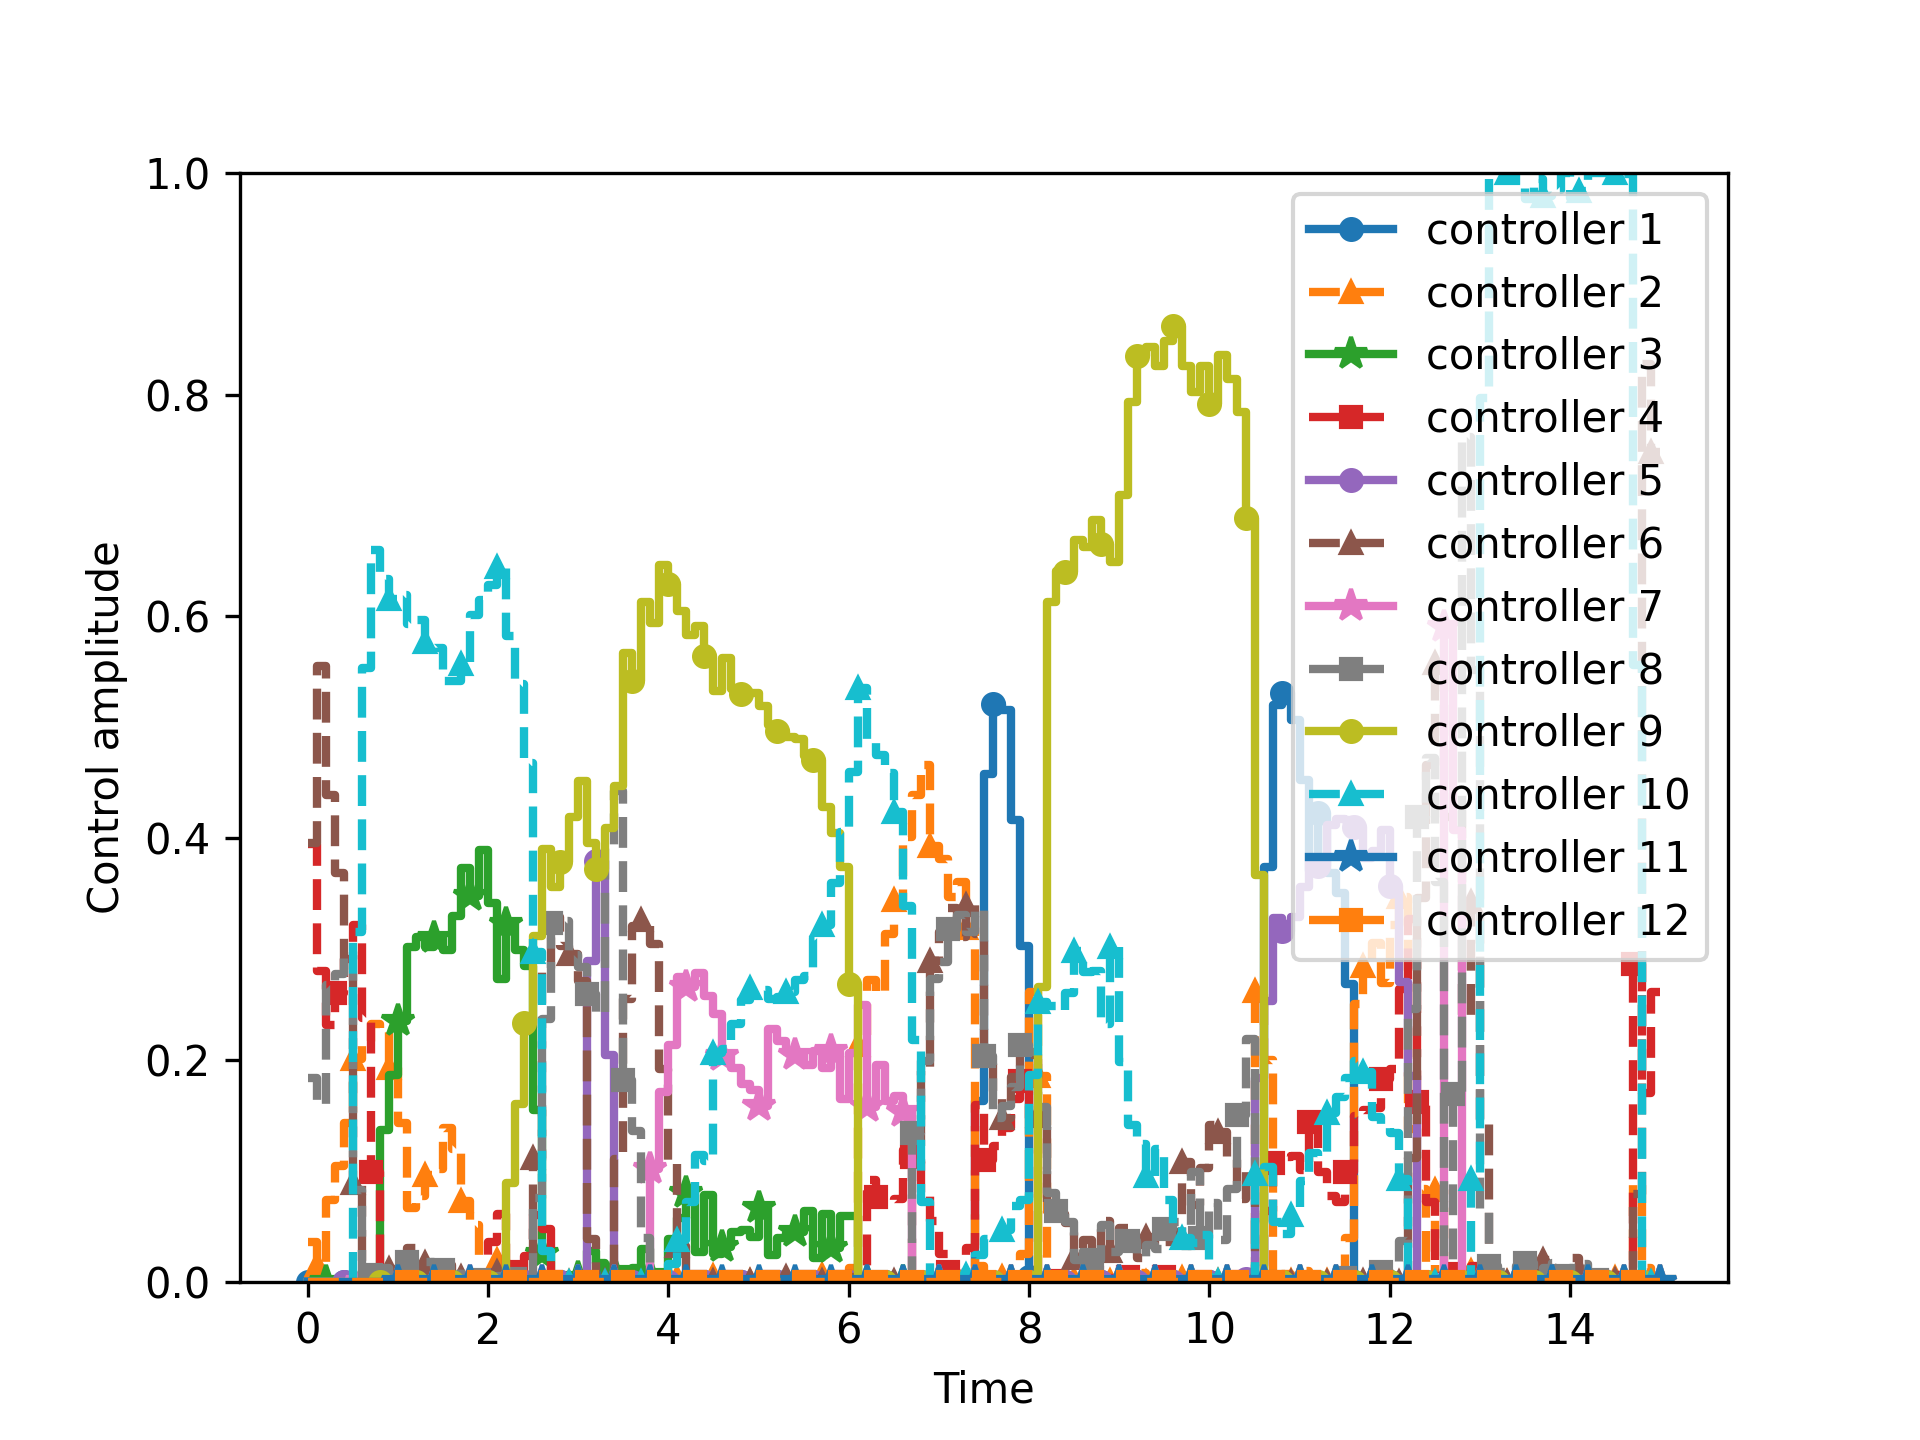 1.0
0.8
0.6
0.4
0.2
0.0
Control amplitude
0 2 4 6 8 10 12 14
Time
controller 1
controller 2
controller 3
controller 4
controller 5
controller 6
controller 7
controller 8
controller 9
controller 10
controller 11
controller 12